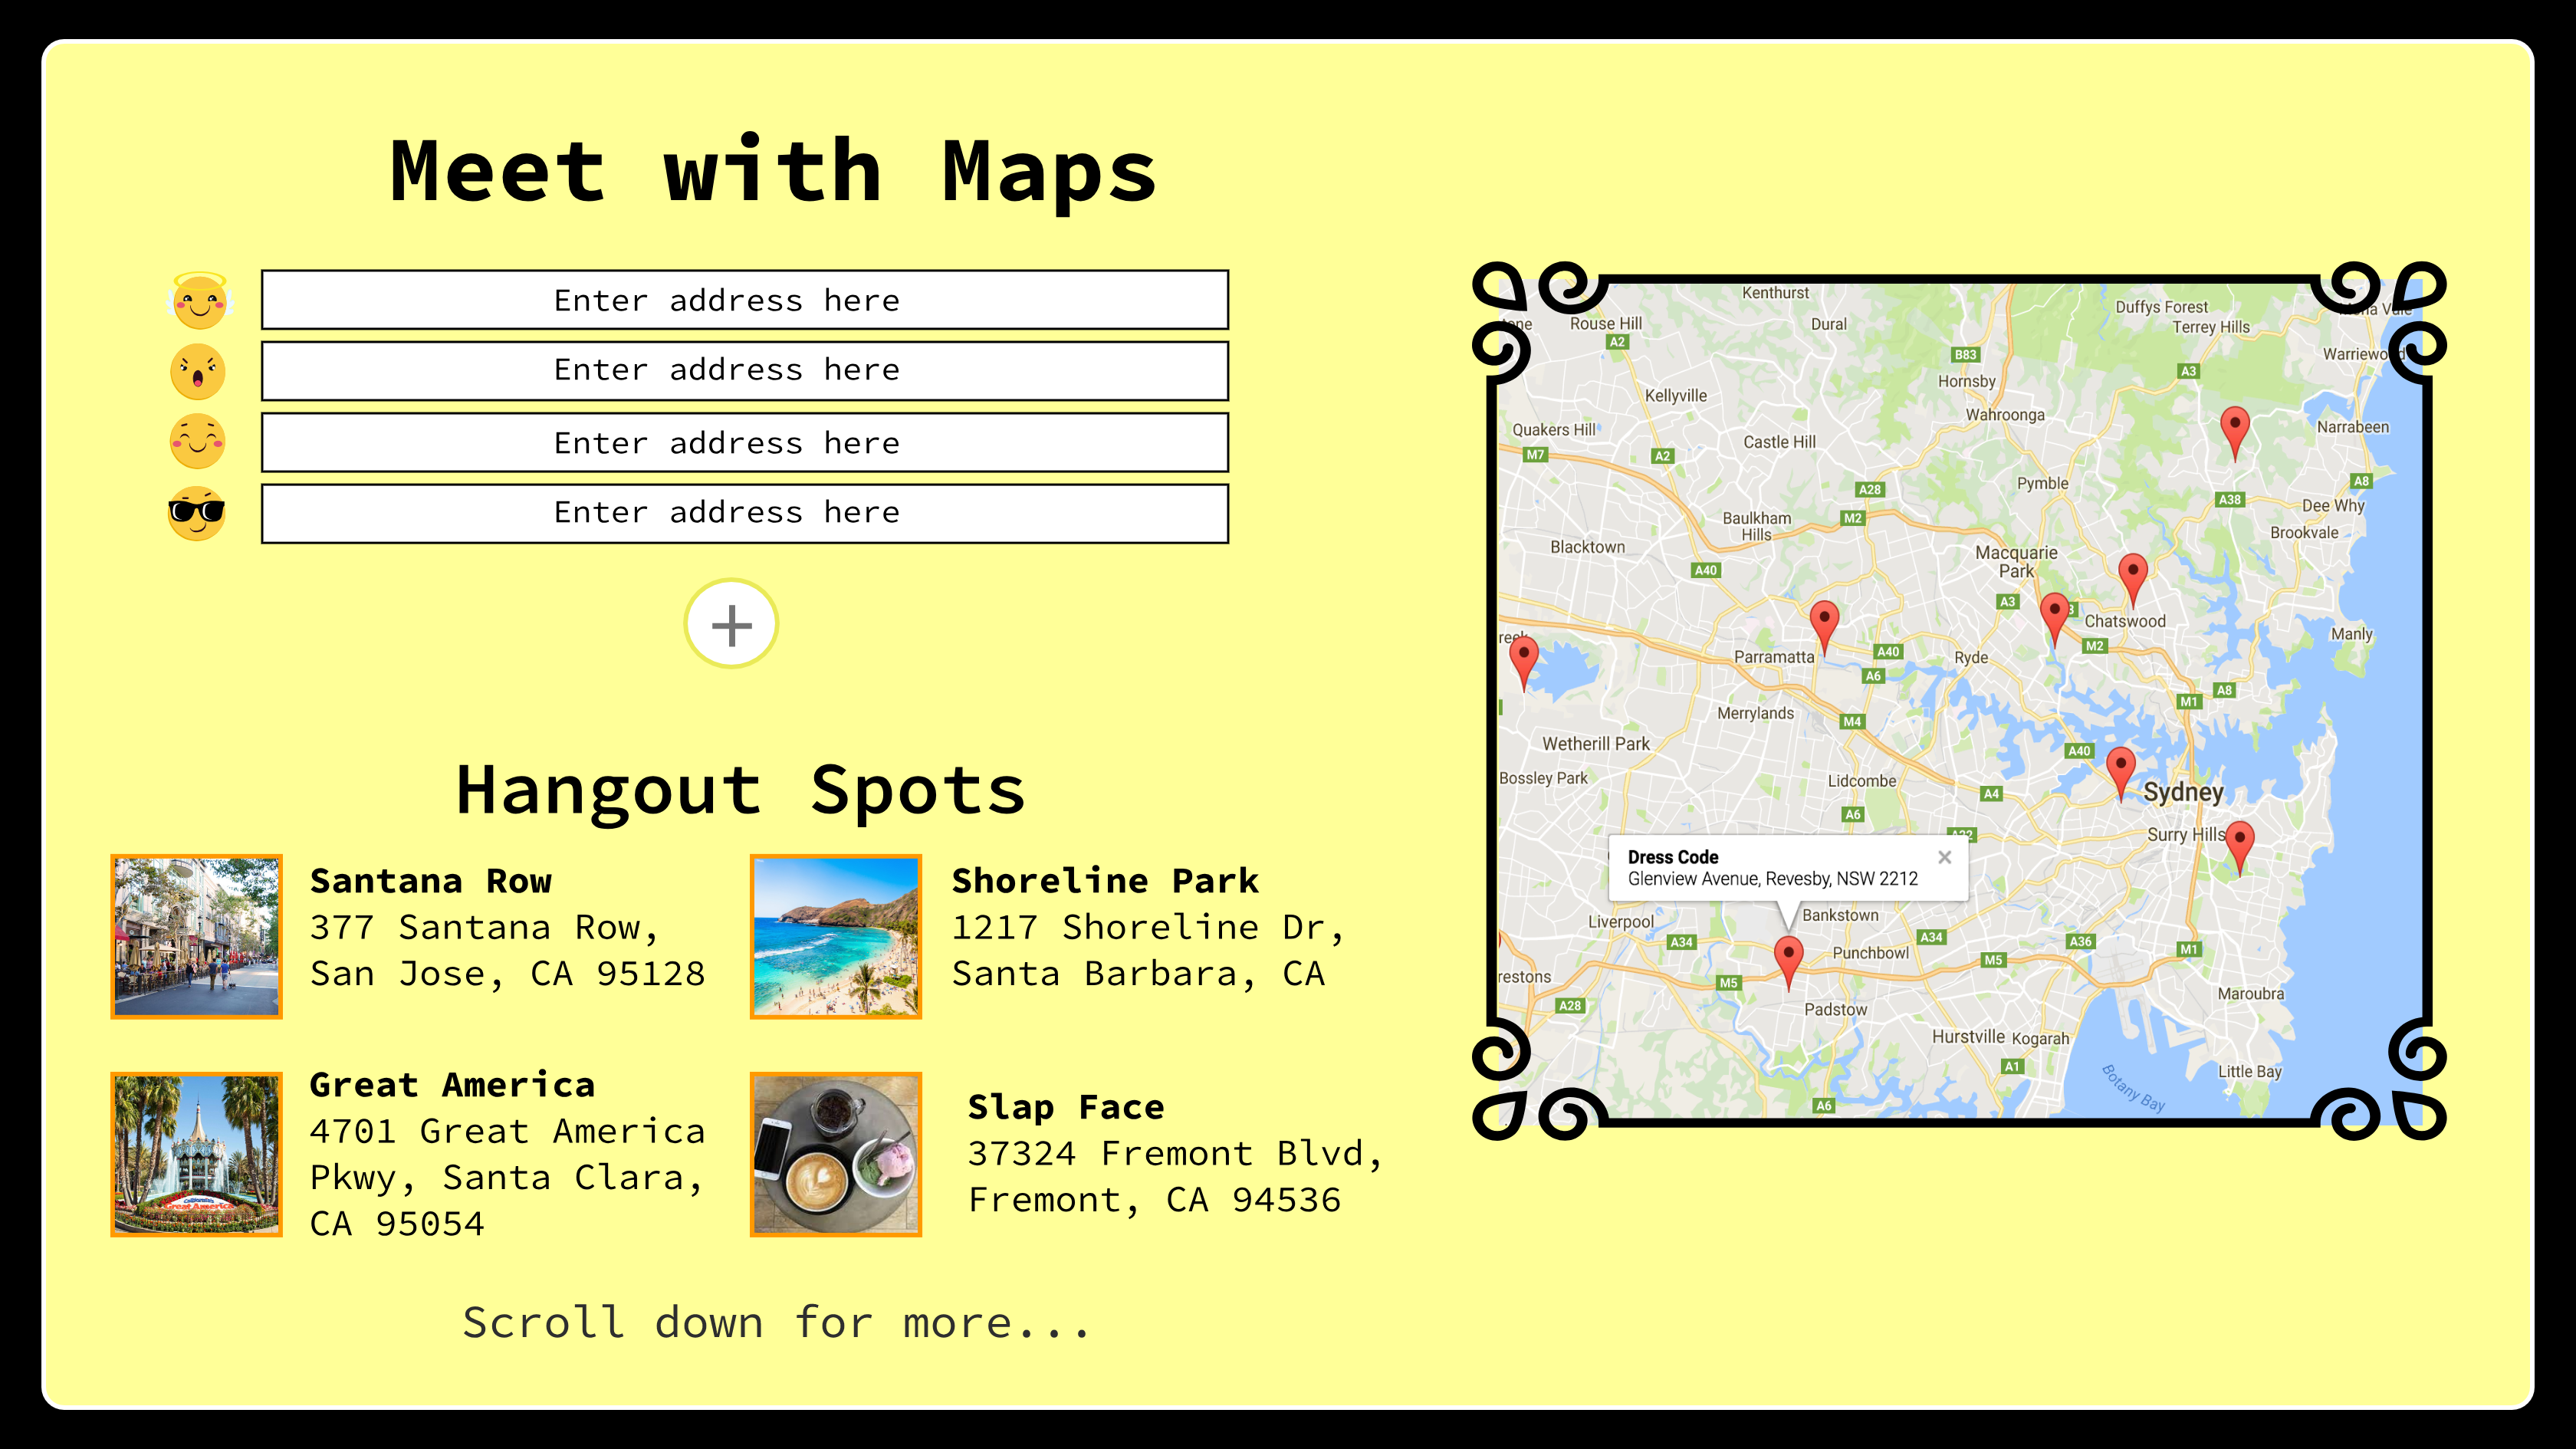 Meet with Maps
Enter address here
Enter address here
Enter address here
Enter address here
+
Hangout Spots
Santana Row
377 Santana Row,
San Jose, CA 95128
Shoreline Park
1217 Shoreline Dr,
Santa Barbara, CA
Great America
4701 Great America
Pkwy, Santa Clara,
CA 95054
Slap Face
37324 Fremont Blvd,
Fremont, CA 94536
Scroll down for more...
Kenthurst
Duffys Forest
Rouse Hill
Dural
Terrey Hills
A2
B83
Warriewood
A3
Hornsby
Kellyville
Wahroonga
Quakers Hill
Castle Hill
Narrabeen
M7
A2
Pymble
A8
A28
A38
Dee Why
Baulkham
Hills
M2
Brookvale
Blacktown
Macquarie
Park
A40
A3
Chatswood
Manly
M2
Parramatta
A40
Ryde
A6
A8
M1
Merrylands
M4
Wetherill Park
A40
Bossley Park
Lidcombe
A4
Sydney
A6
Surry Hills
Dress Code
Glenview Avenue, Revesby, NSW 2212
Liverpool
Bankstown
A34
A34
A36
Punchbowl
M1
M5
restons
M5
A28
Padstow
Maroubra
Hurstville
Kogarah
A1
Little Bay
Botany Bay
A6